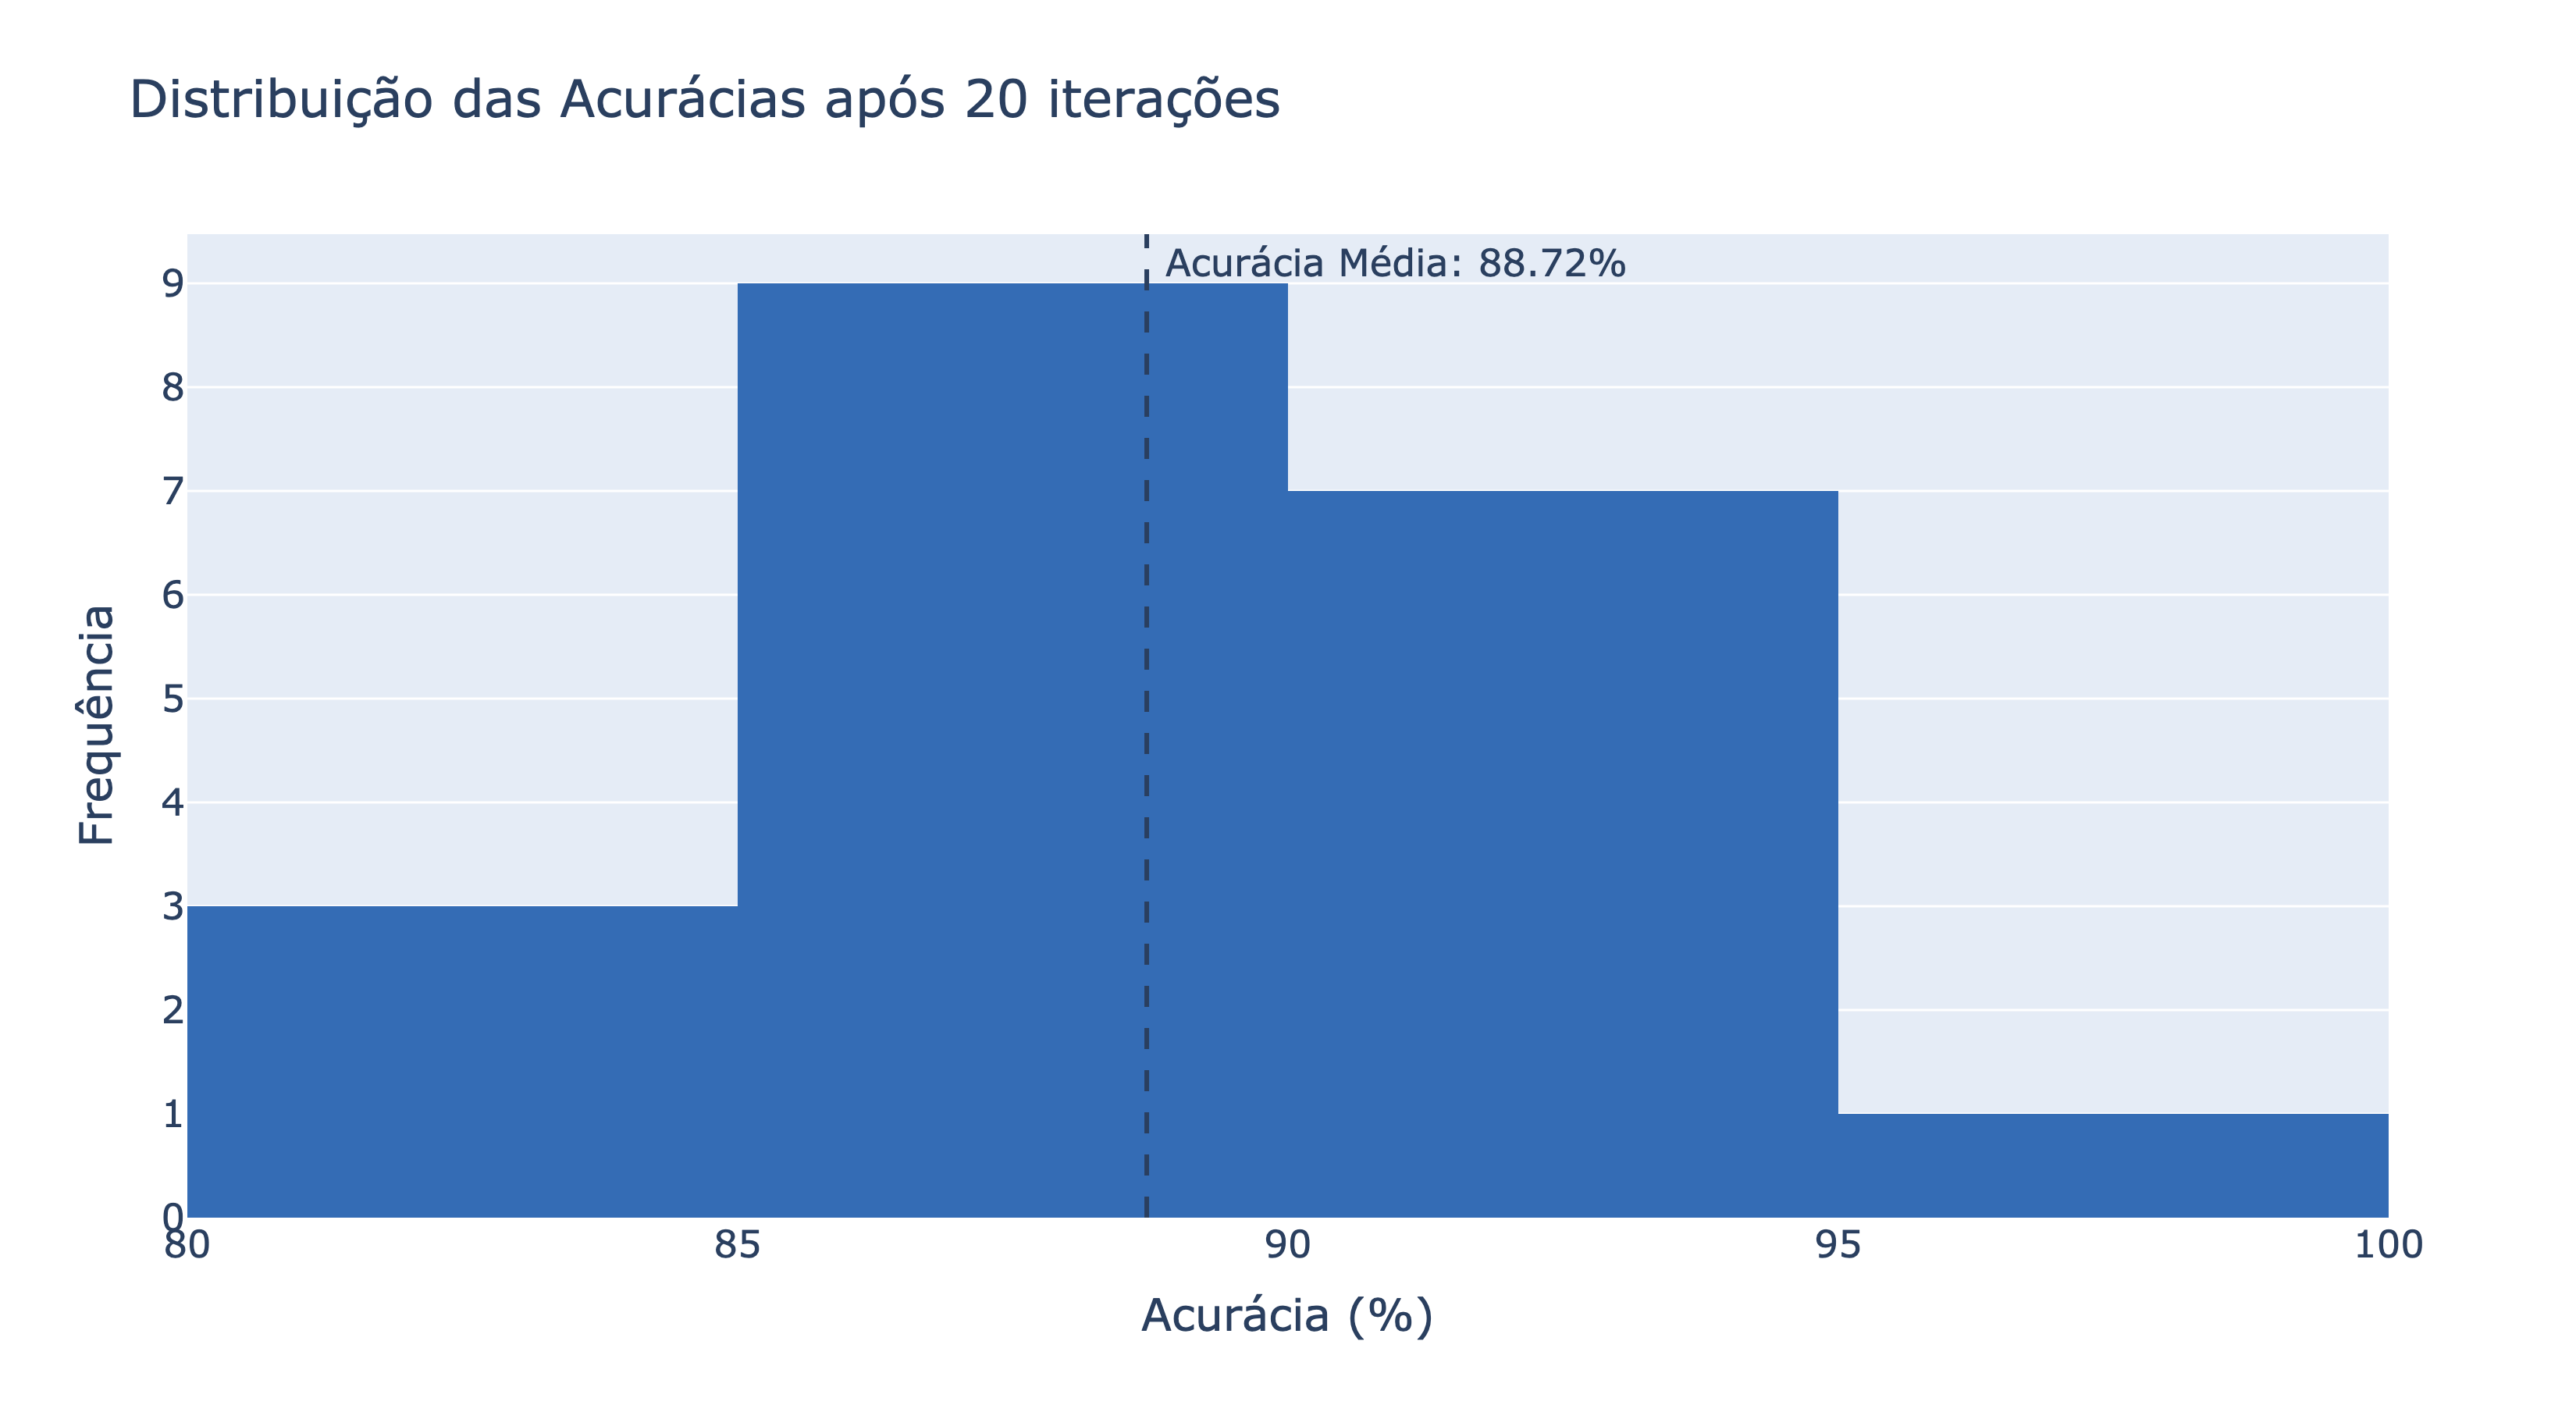 Distribuição das Acurácias após 20 iterações
Acurácia Média: 88.72%
9
8
7
6
5
4
3
2
1
0
Frequência
80 85 90 95 100
Acurácia (%)